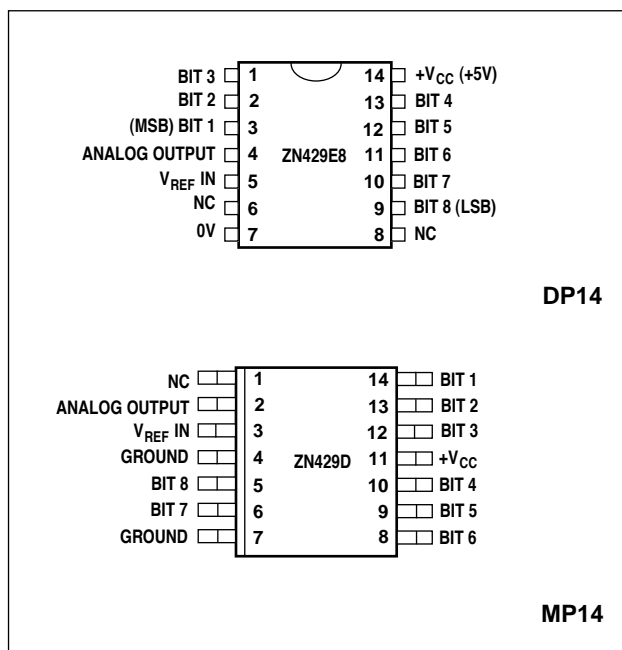 BIT 3 1 14 +VCC (+5V)
BIT 2 2 13 BIT 4
(MSB) BIT 1 3 12 BIT 5
ANALOG OUTPUT 4 ZN429E8 11 BIT 6
VREF IN 5 10 BIT 7
NC 6 9 BIT 8 (LSB)
0V 7 8 NC
DP14
NC 1 14 BIT 1
ANALOG OUTPUT 2 13 BIT 2
VREF IN 3 12 BIT 3
GROUND 4 ZN429D 11 +VCC
BIT 8 5 10 BIT 4
BIT 7 6 9 BIT 5
GROUND 7 8 BIT 6
MP14